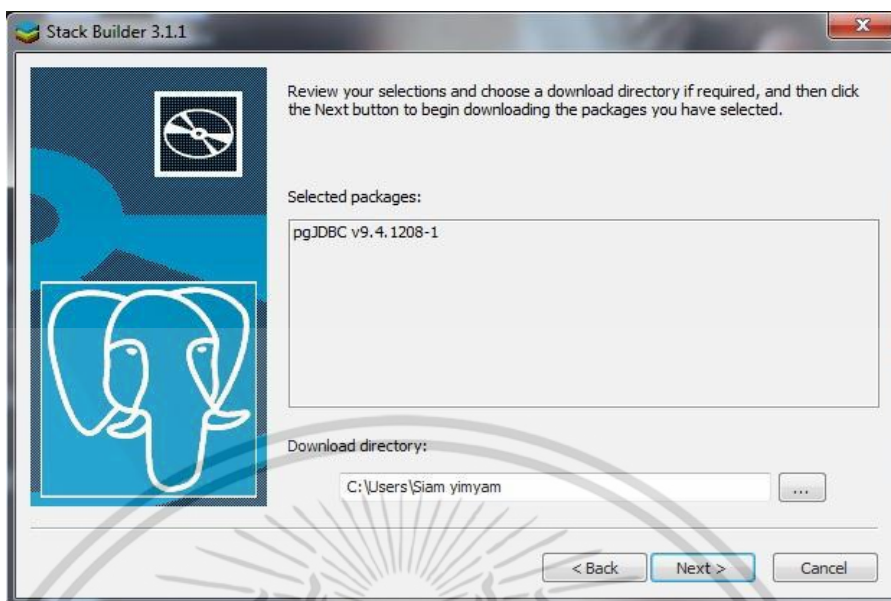 Stack Builder 3.1.1
Review your selections and choose a download directory if required, and then click
the Next button to begin downloading the packages you have selected.
Selected packages:
pgJDBC v9.4.1208-1
Download directory:
C:\Users\Siam yimyam
...
< Back
Next >
Cancel